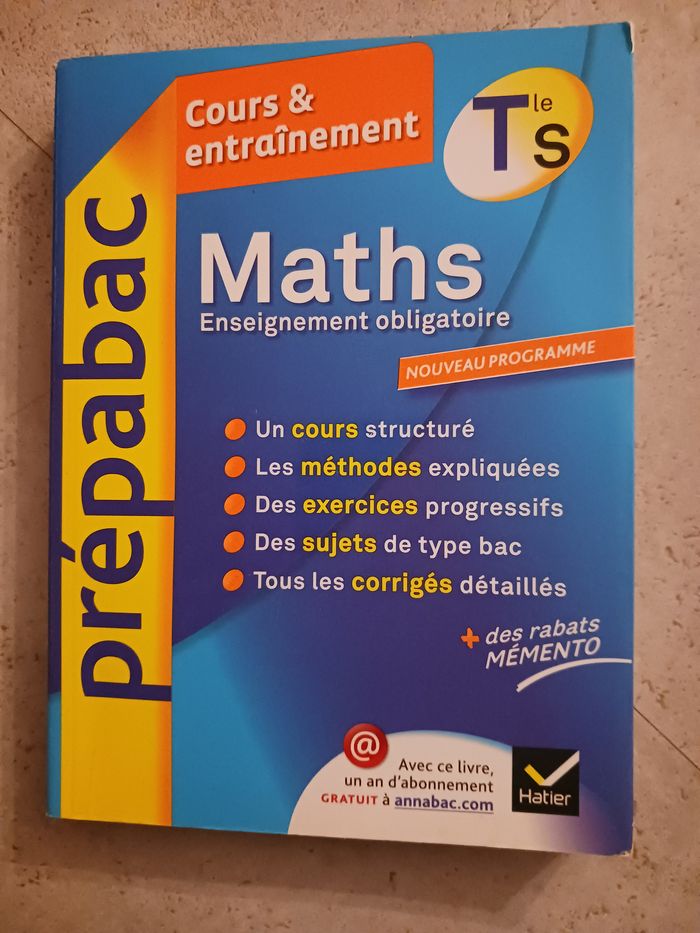 prépabac
Cours &
entraînement
Tle
S
Maths
Enseignement obligatoire
NOUVEAU PROGRAMME
Un cours structuré
Les méthodes expliquées
Des exercices progressifs
Des sujets de type bac
Tous les corrigés détaillés
+ des rabats
MÉMENTO
@
Avec ce livre,
un an d'abonnement
GRATUIT à annabac.com
Hatier